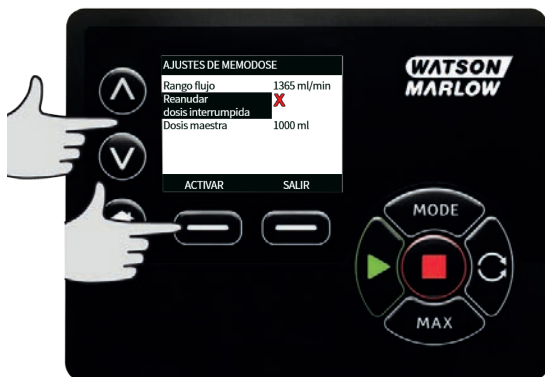 AJUSTES DE MEMODOSE
WATSON
MARLOW
Rango flujo 1365 ml/min
Reanudar X
dosis interrumpida
Dosis maestra 1000 ml
ACTIVAR SALIR
MODE
MAX